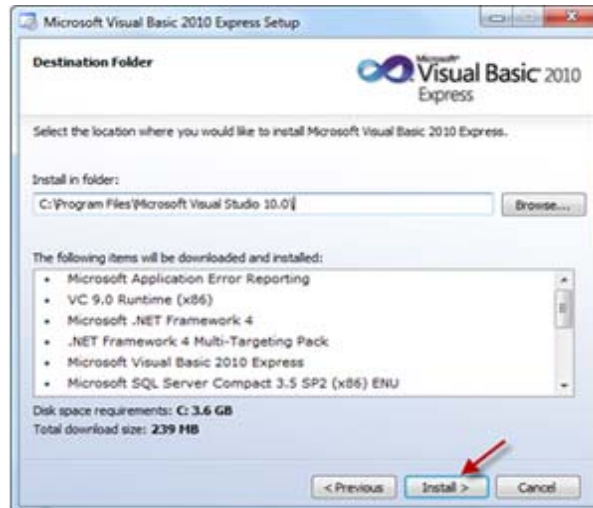 Microsoft Visual Basic 2010 Express Setup
Destination Folder
Microsoft
Visual Basic 2010
Express
Select the location where you would like to install Microsoft Visual Basic 2010 Express.
Install in folder:
C:\Program Files\Microsoft Visual Studio 10.0\
Browse...
The following items will be downloaded and installed:
• Microsoft Application Error Reporting
• VC 9.0 Runtime (x86)
• Microsoft .NET Framework 4
• .NET Framework 4 Multi-Targeting Pack
• Microsoft Visual Basic 2010 Express
• Microsoft SQL Server Compact 3.5 SP2 (x86) ENU
Disk space requirements: C: 3.6 GB
Total download size: 239 MB
< Previous
Install >
Cancel